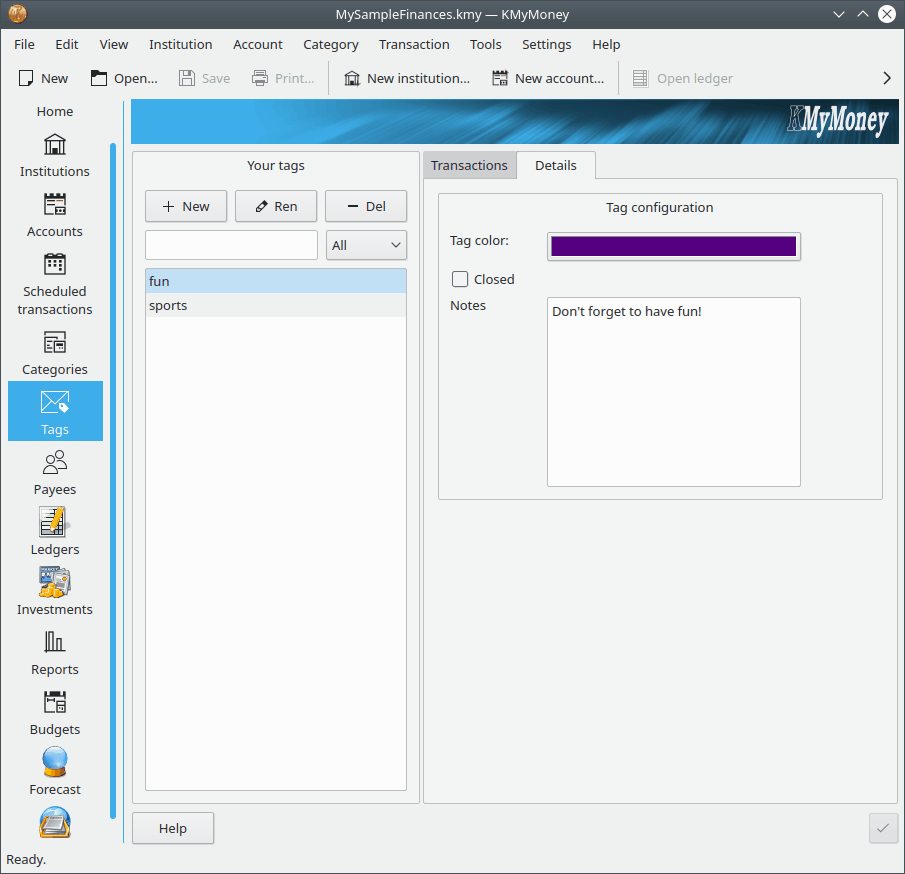 MySampleFinances.kmy — KMyMoney
File Edit View Institution Account Category Transaction Tools Settings Help
New Open... Save Print... New institution... New account... Open ledger
Home
Institutions
Accounts
Scheduled
transactions
Categories
Tags
Payees
Ledgers
Investments
Reports
Budgets
Forecast
KMyMoney
Your tags
New Ren Del
All
fun
sports
Transactions Details
Tag configuration
Tag color:
Closed
Notes
Don't forget to have fun!
Help
Ready.